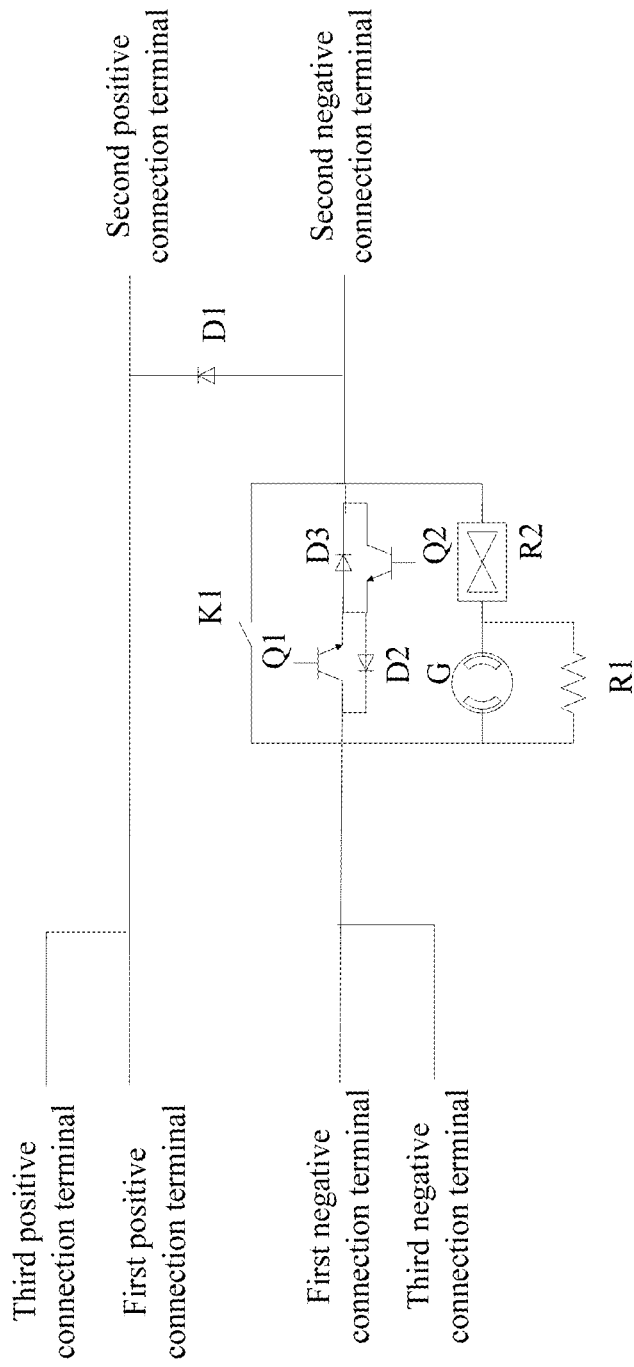 Third positive
connection terminal
First positive
connection terminal
First negative
connection terminal
Third negative
connection terminal
K1
Q1
D2
D3
Q2
G
R2
R1
D1
Second positive
connection terminal
Second negative
connection terminal